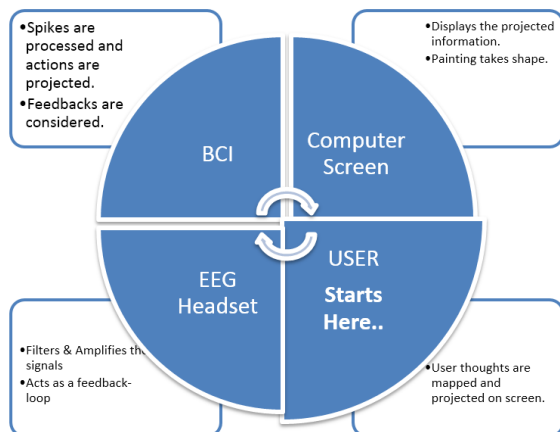 •Spikes are
processed and
actions are
projected.
•Feedbacks are
considered.
•Displays the projected
information.
•Painting takes shape.
BCI
Computer
Screen
EEG
Headset
USER
Starts
Here..
•Filters & Amplifies the
signals
•Acts as a feedback-
loop
•User thoughts are
mapped and
projected on screen.